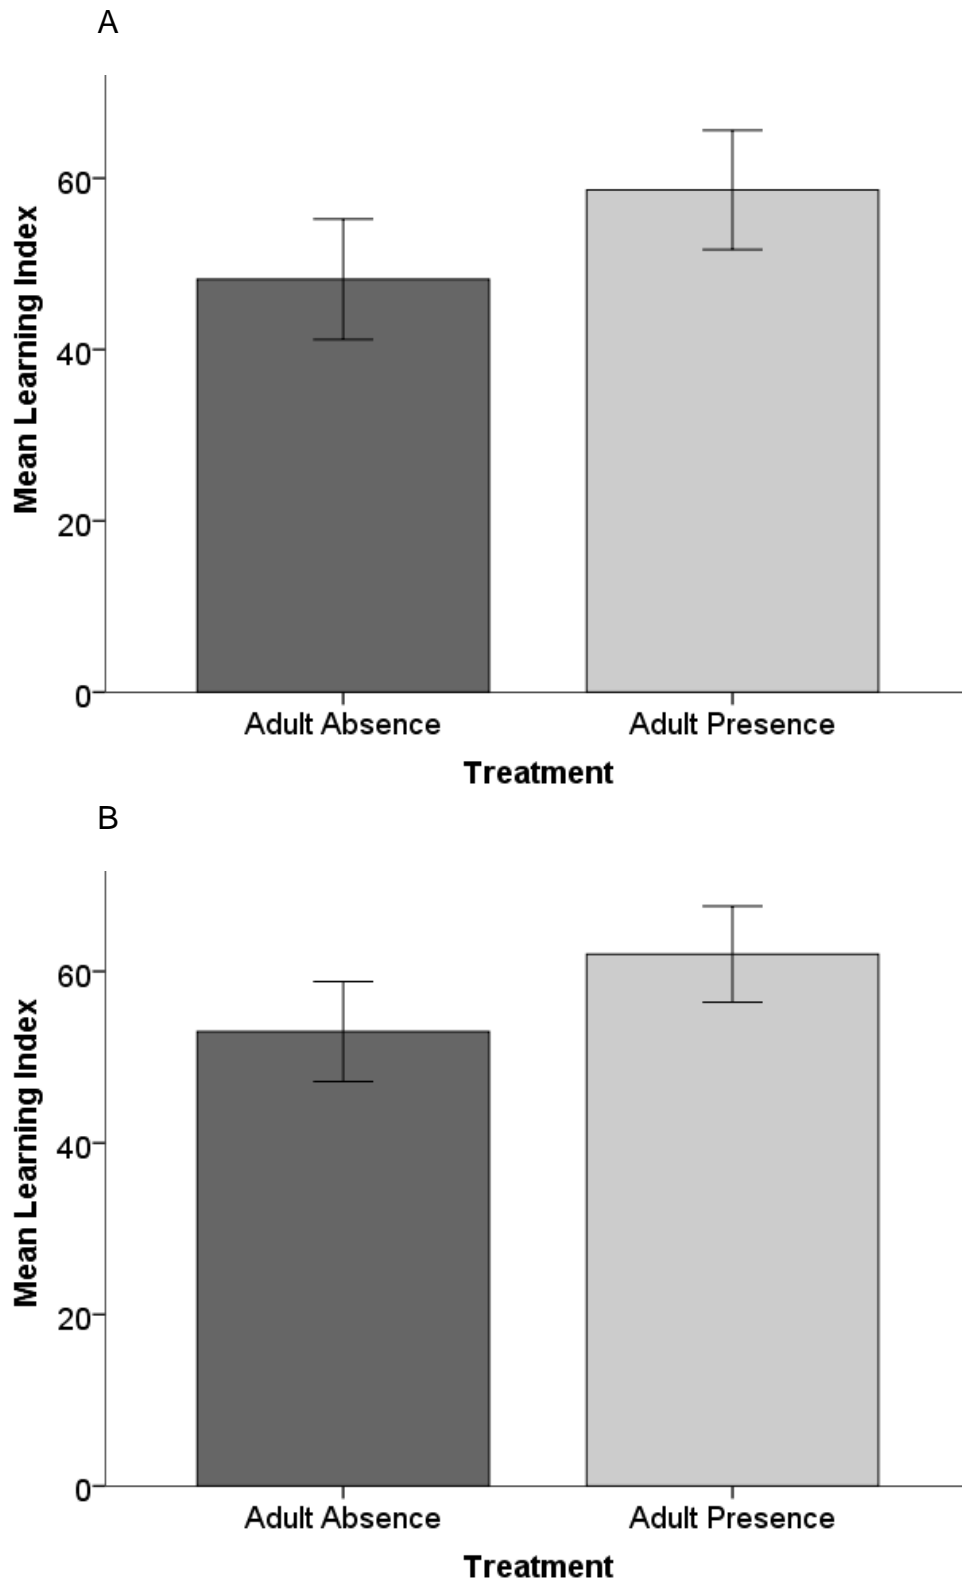 A
Mean Learning Index
60
40
20
0
Adult Absence
Adult Presence
Treatment
B
Mean Learning Index
60
40
20
0
Adult Absence
Adult Presence
Treatment